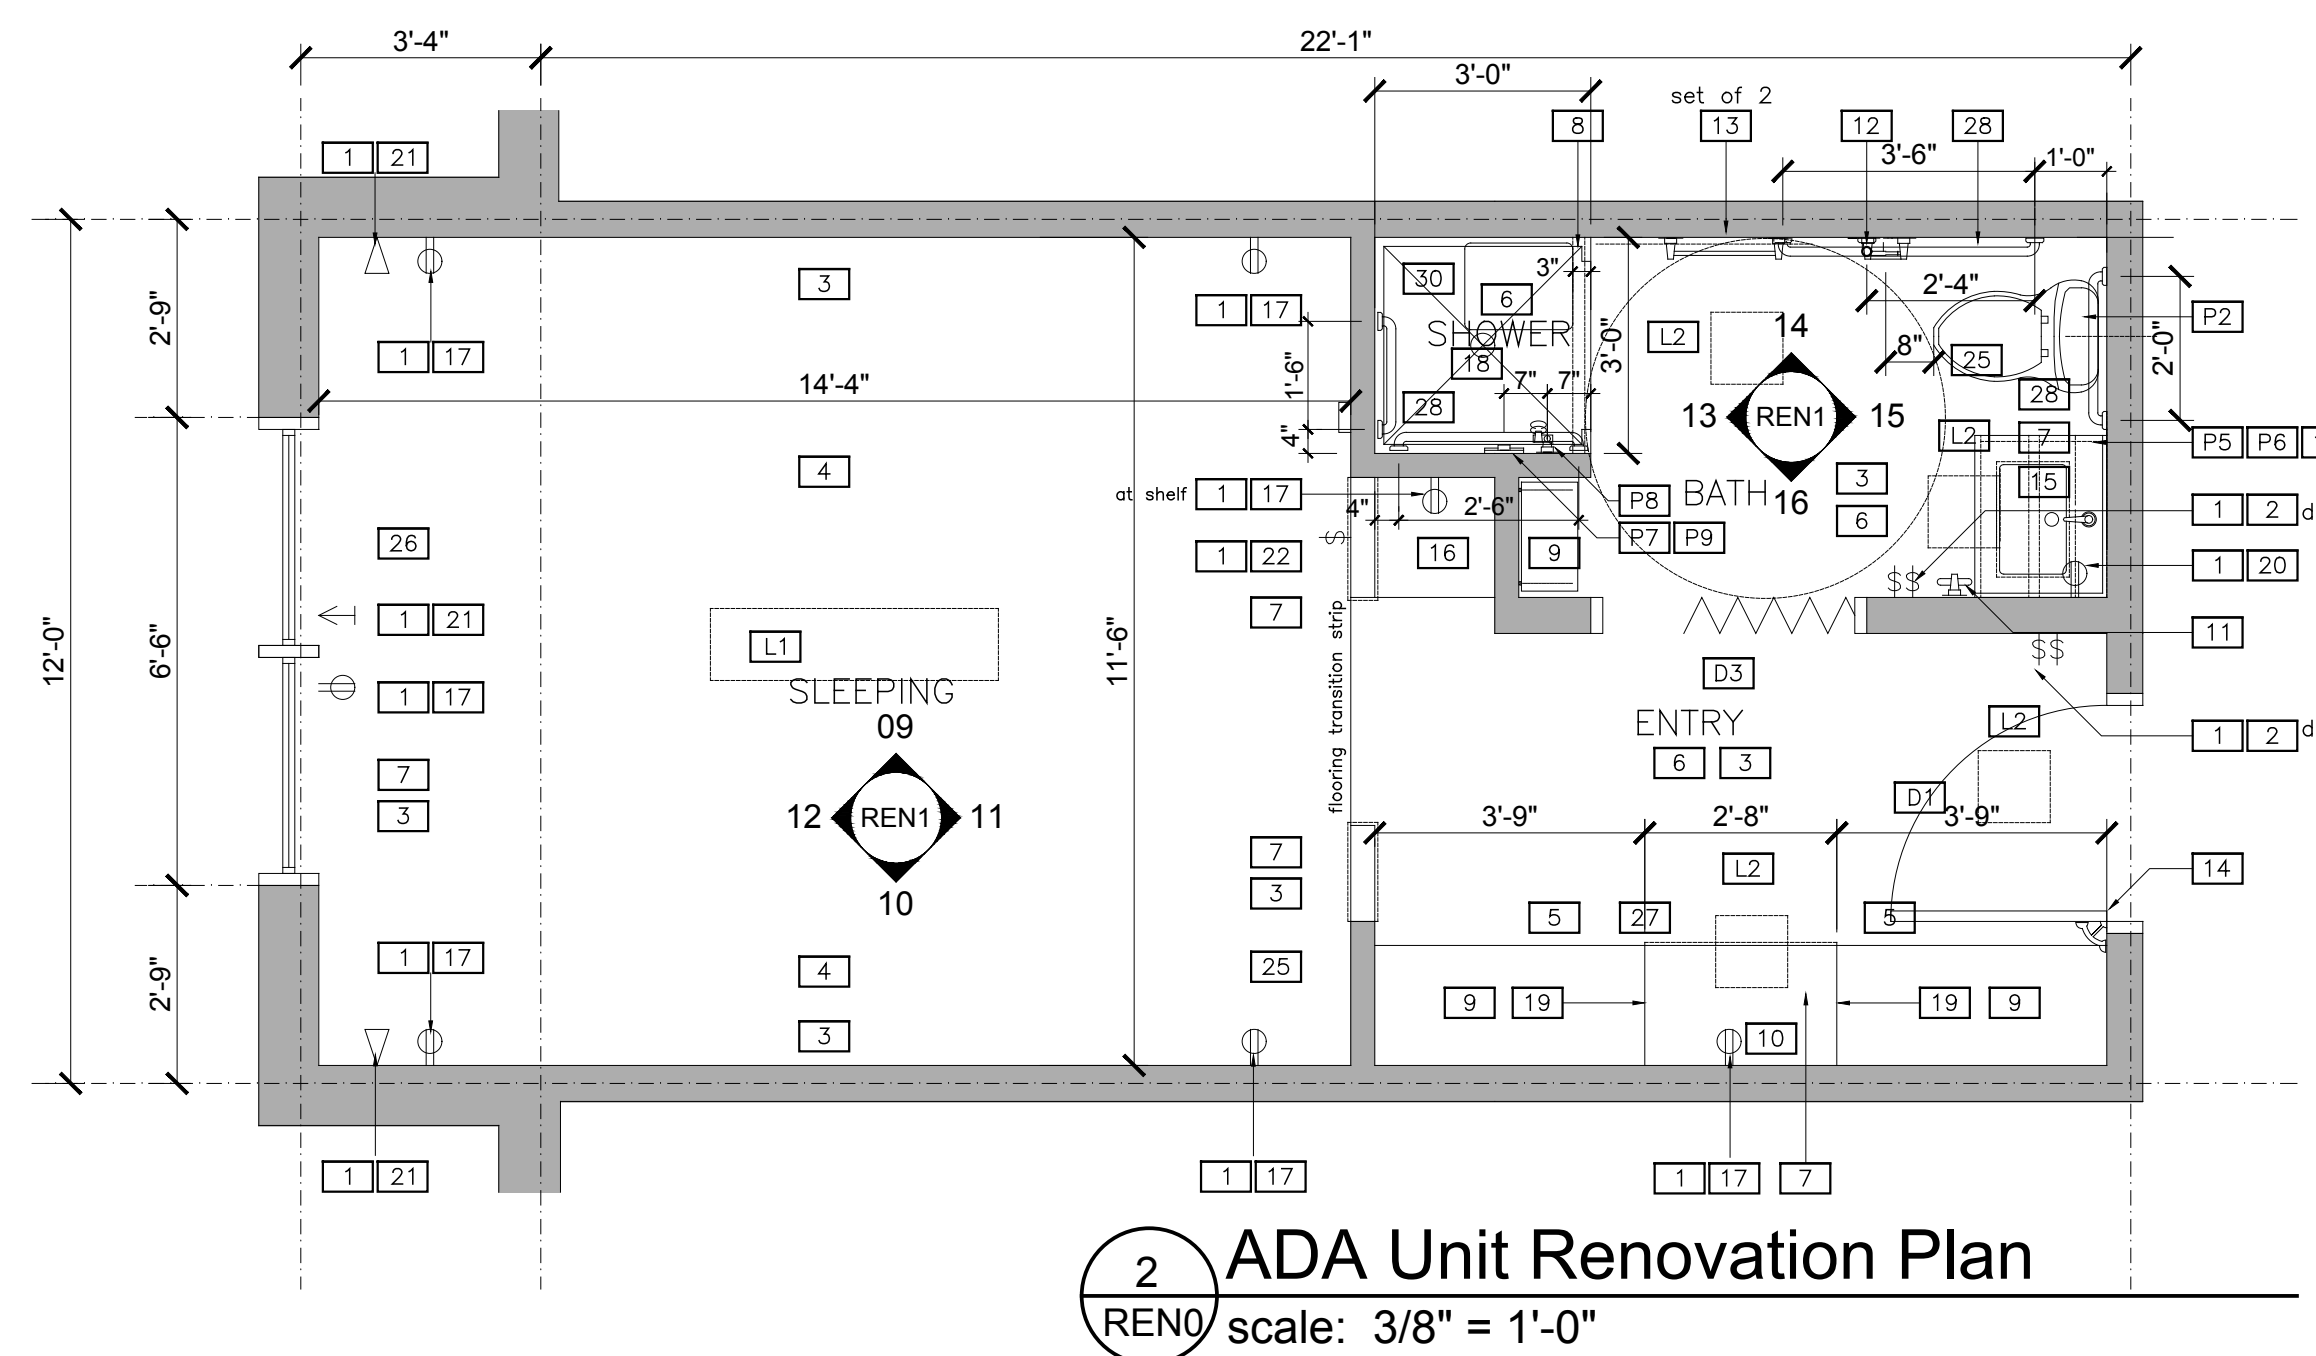 3'-4" 22'-1"
3'-0"
set of 2
8 13 12 28
3'-6" 1'-0"
1 21
3 30 6 3" 2'-4"
1 17 P2
SHOWER L2 14
2'-9" 1 17 18 3'-0" 8" 25 2'-0"
14'-4" 1'-6" 7" 7" 28
28 13 REN1 15
4" L2 7 P5 P6 1
4 15
at shelf 1 17 P8 BATH 16 3
4" 2'-6" 1 2 d
26 1 22 16 9 P7 P9 6
1 20
12'-0" 6'-6" 1 21 7 11
L1 11'-6" flooring transition strip
SLEEPING D3
1 17 ENTRY L2
09 1 2 d
7 6 3
12 REN1 11 D1
3 3'-9" 2'-8" 3'-9"
7 L2 14
10 3
5 27 5
1 17 4 25
2'-9" 9 19 19 9
3 10
1 21 1 17 1 17 7
2 ADA Unit Renovation Plan
REN0 scale: 3/8" = 1'-0"